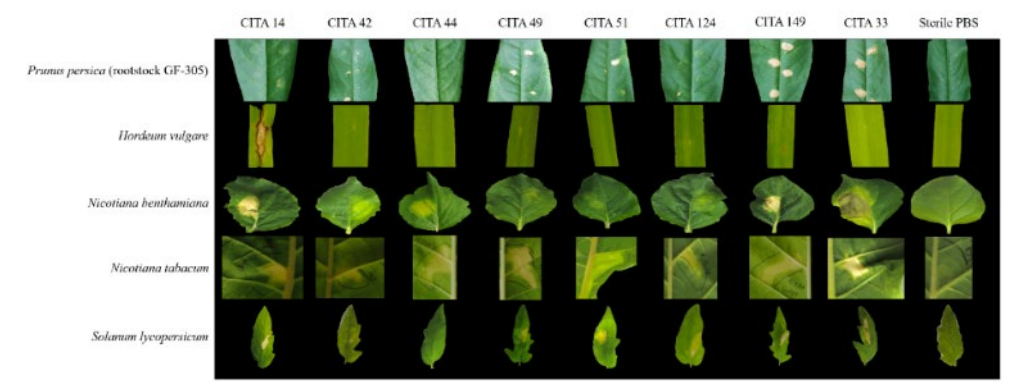 CITA 14 CITA 42 CITA 44 CITA 49 CITA 51 CITA 124 CITA 149 CITA 33 Sterile PBS
Prunus persica (rootstock GF-305)
Hordeum vulgare
Nicotiana benthamiana
Nicotiana tabacum
Solanum lycopersicum